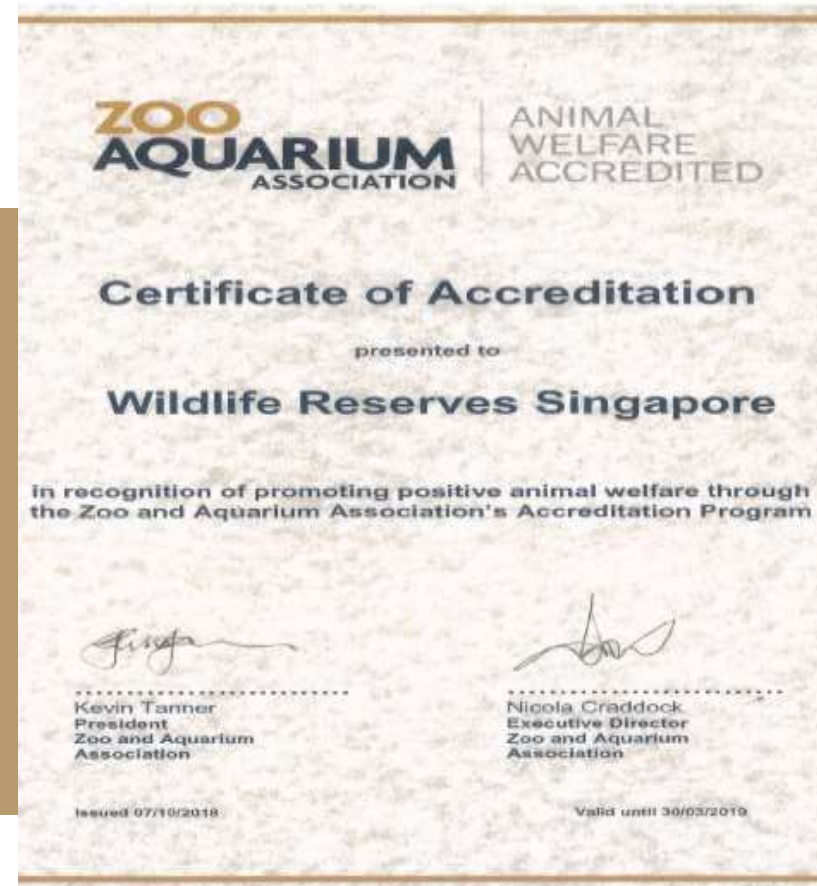 ZOO
AQUARIUM
ASSOCIATION
ANIMAL
WELFARE
ACCREDITED
Certificate of Accreditation
presented to
Wildlife Reserves Singapore
in recognition of promoting positive animal welfare through
the Zoo and Aquarium Association's Accreditation Program
Kevin Tanner
President
Zoo and Aquarium
Association
Nicola Craddock
Executive Director
Zoo and Aquarium
Association
Issued 07/10/2018
Valid until 30/03/2019